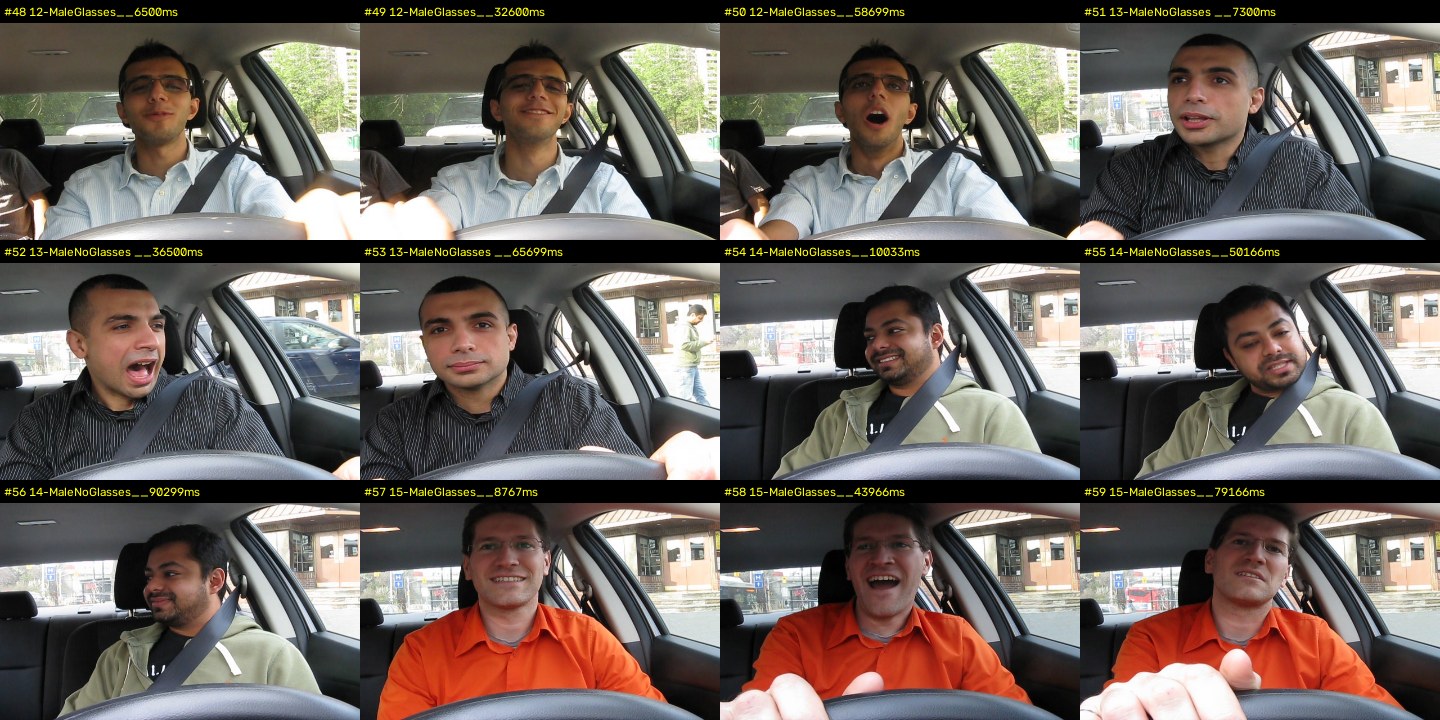 #48 12-MaleGlasses__6500ms
#49 12-MaleGlasses__32600ms
#50 12-MaleGlasses__58699ms
#51 13-MaleNoGlasses __7300ms
#52 13-MaleNoGlasses __36500ms
#53 13-MaleNoGlasses __65699ms
#54 14-MaleNoGlasses__10033ms
#55 14-MaleNoGlasses__50166ms
#56 14-MaleNoGlasses__90299ms
#57 15-MaleGlasses__8767ms
#58 15-MaleGlasses__43966ms
#59 15-MaleGlasses__79166ms